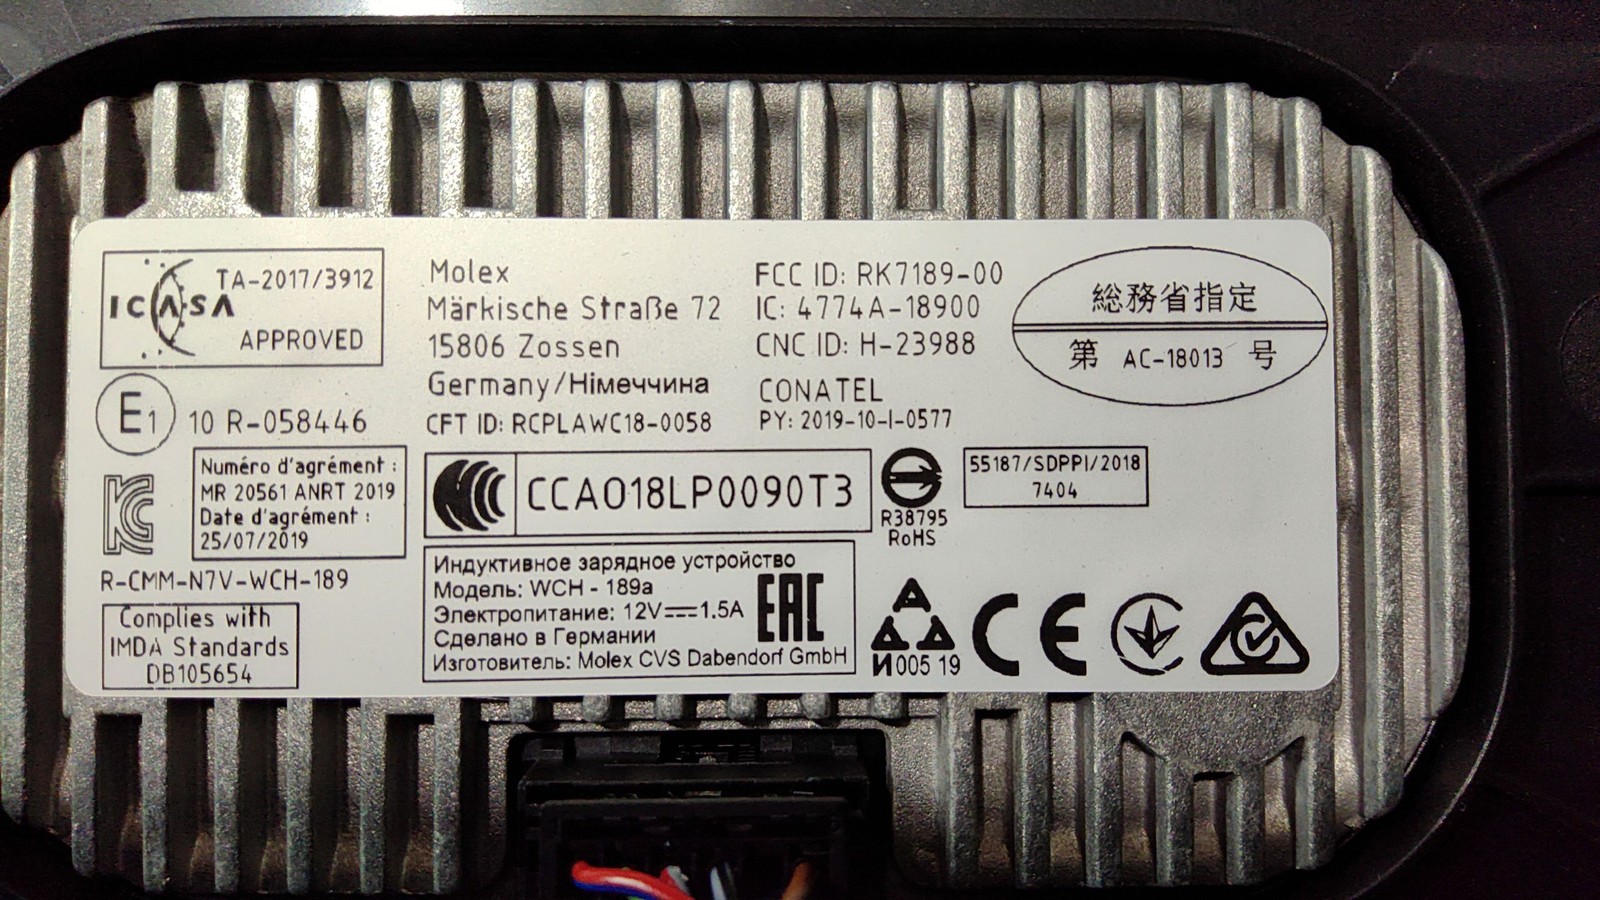 TA-2017/3912
ICASA
APPROVED
E1 10 R-058446
Numéro d'agrément :
MR 20561 ANRT 2019
Date d'agrément :
25/07/2019
R-CMM-N7V-WCH-189
Complies with
IMDA Standards
DB105654
Molex
Märkische Straße 72
15806 Zossen
Germany/Німеччина
CFT ID: RCPLAWC18-0058
FCC ID: RK7189-00
IC: 4774A-18900
CNC ID: H-23988
CONATEL
PY: 2019-10-I-0577
総務省指定
第 AC-18013 号
CCAO18LP0090T3
R38795
RoHS
55187/SDPPI/2018
7404
Индуктивное зарядное устройство
Модель: WCH - 189a
Электропитание: 12V⎓1.5A
Сделано в Германии
Изготовитель: Molex CVS Dabendorf GmbH
EAC
И005 19
CE